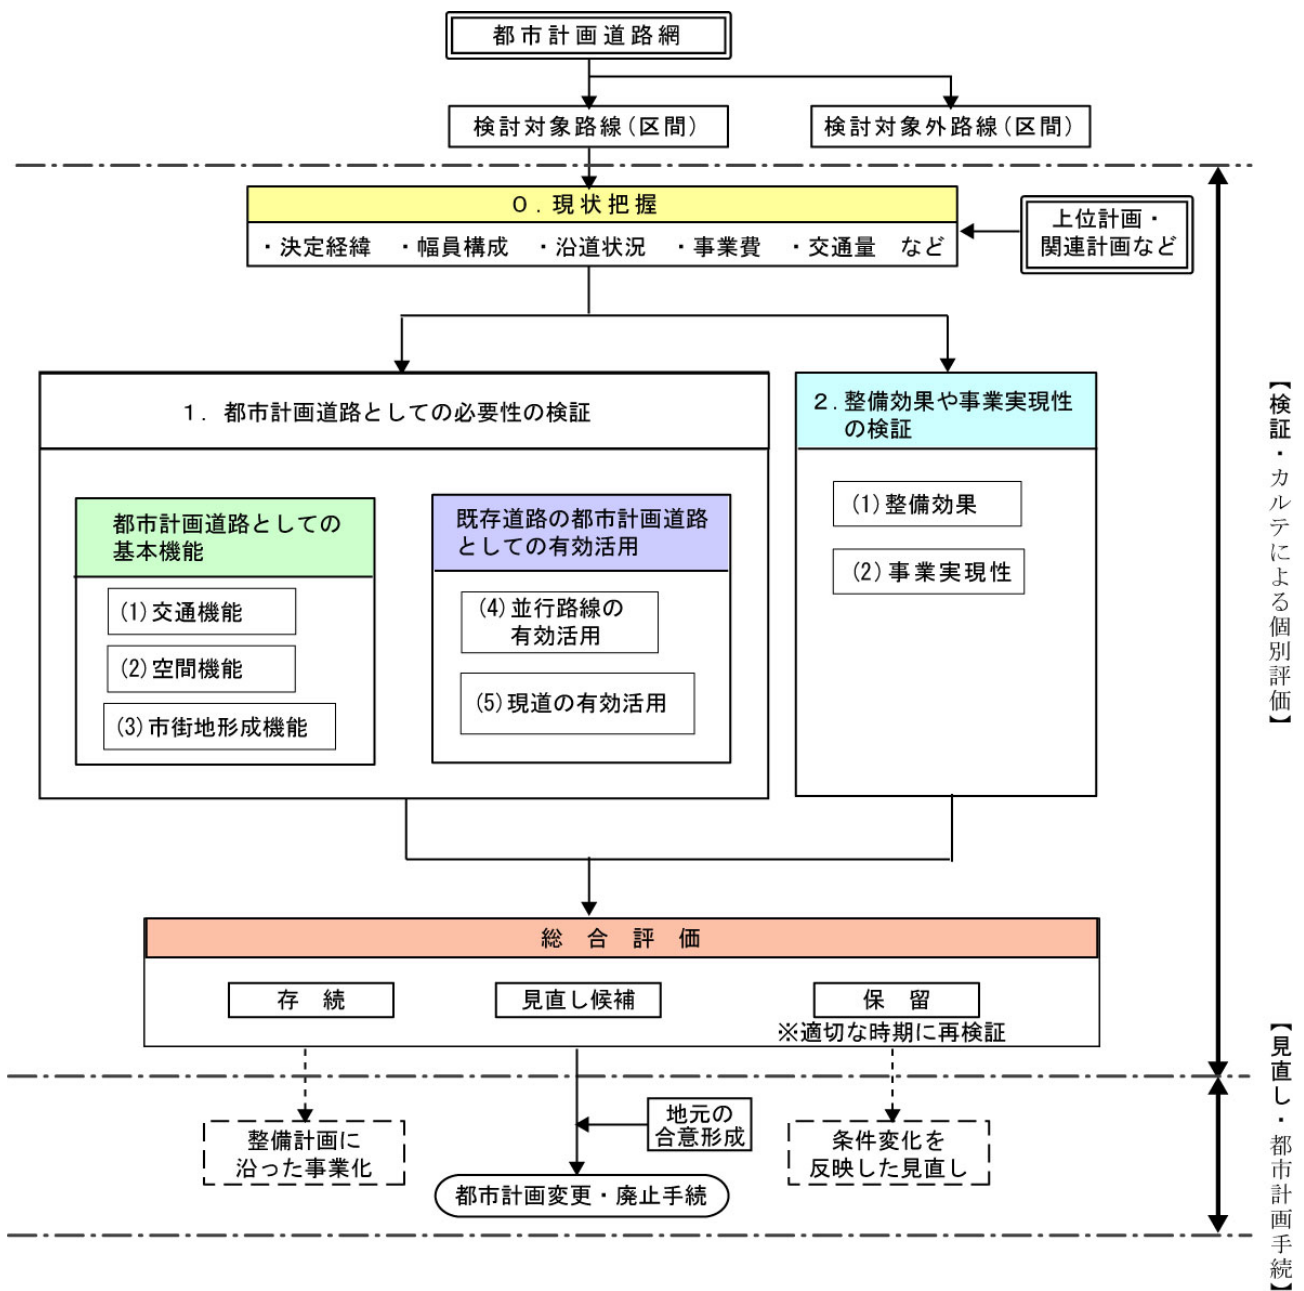 都市計画道路網
検討対象路線(区間)
検討対象外路線(区間)
０.現状把握
・決定経緯　・幅員構成　・沿道状況　・事業費　・交通量　など
上位計画・
関連計画など
１. 都市計画道路としての必要性の検証
２.整備効果や事業実現性
の検証
都市計画道路としての
基本機能
(1)交通機能
(2)空間機能
(3)市街地形成機能
既存道路の都市計画道路
としての有効活用
(4)並行路線の
有効活用
(5)現道の有効活用
(1)整備効果
(2)事業実現性
総　合　評　価
存　続
見直し候補
保　留
※適切な時期に再検証
整備計画に
沿った事業化
地元の
合意形成
都市計画変更・廃止手続
条件変化を
反映した見直し
【検証・カルテによる個別評価】
【見直し・都市計画手続】